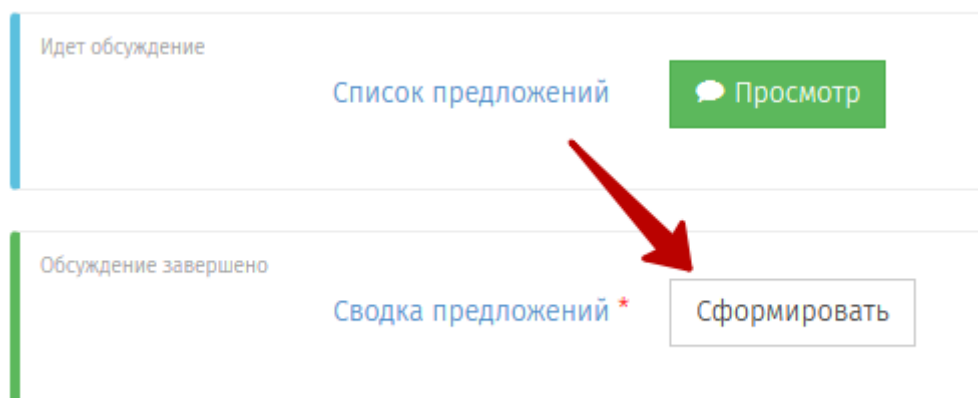 Идет обсуждение
Список предложений Просмотр
Обсуждение завершено
Сводка предложений * Сформировать